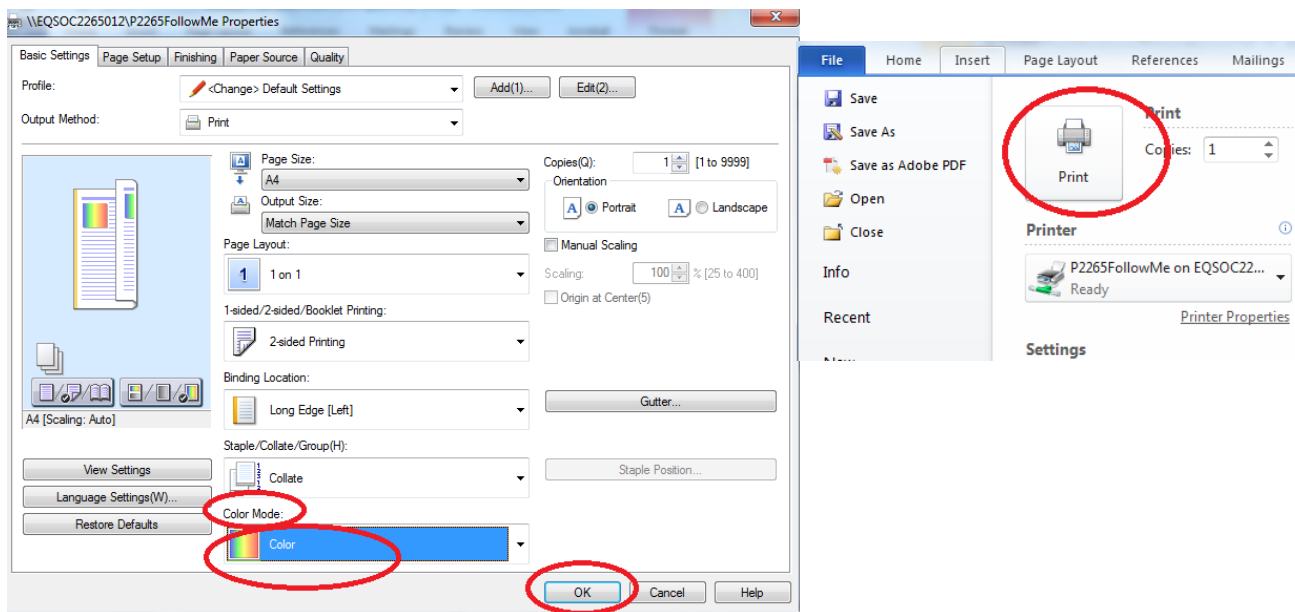 \\EQSOC2265012\P2265FollowMe Properties
Basic Settings Page Setup Finishing Paper Source Quality
Profile: <Change> Default Settings Add(1)... Edit(2)...
Output Method: Print
Page Size:
A4
Output Size:
Match Page Size
Copies(Q): 1 [1 to 9999]
Orientation
A Portrait A Landscape
Page Layout:
1 1 on 1
Manual Scaling
Scaling: 100 % [25 to 400]
Origin at Center(5)
1-sided/2-sided/Booklet Printing:
2-sided Printing
Binding Location:
Long Edge [Left]
Gutter...
A4 [Scaling: Auto]
Staple/Collate/Group(H):
Collate
Staple Position...
View Settings
Language Settings(W)...
Restore Defaults
Color Mode:
Color
OK Cancel Help
File Home Insert Page Layout References Mailings
Save
Save As
Save as Adobe PDF
Open
Close
Info
Recent
Print
Print
Copies: 1
Printer
P2265FollowMe on EQSOC22...
Ready
Printer Properties
Settings